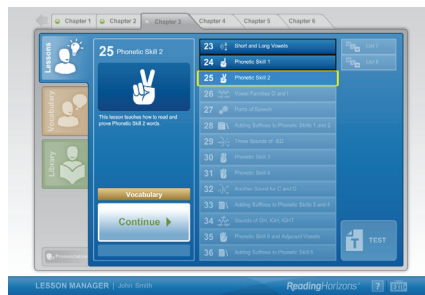 Chapter 1
Chapter 2
Chapter 3
Chapter 4
Chapter 5
Chapter 6
Lessons
Vocabulary
Library
25 Phonetic Skill 2
This lesson teaches how to read and
prove Phonetic Skill 2 words.
Vocabulary
Continue
23 Short and Long Vowels
24 Phonetic Skill 1
25 Phonetic Skill 2
26 Vowel Families O and I
27 Parts of Speech
28 Adding Suffixes to Phonetic Skills 1 and 2
29 Three Sounds of -ED
30 Phonetic Skill 3
31 Phonetic Skill 4
32 Another Sound for C and G
33 Adding Suffixes to Phonetic Skills 3 and 4
34 Sounds of IGH, IGHT
35 Phonetic Skill 5 and Adjacent Vowels
36 Adding Suffixes to Phonetic Skill 5
TEST
LESSON MANAGER | John Smith
ReadingHorizons
?
EXIT